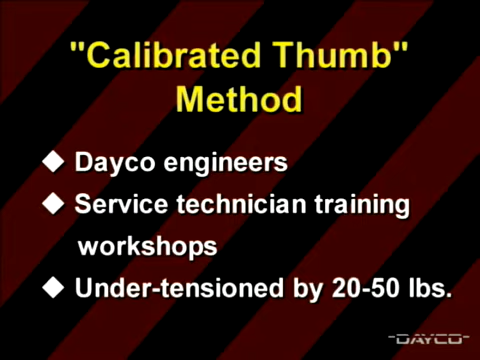 "Calibrated Thumb"
Method
◆ Dayco engineers
◆ Service technician training
workshops
◆ Under-tensioned by 20-50 lbs.
DAYCO